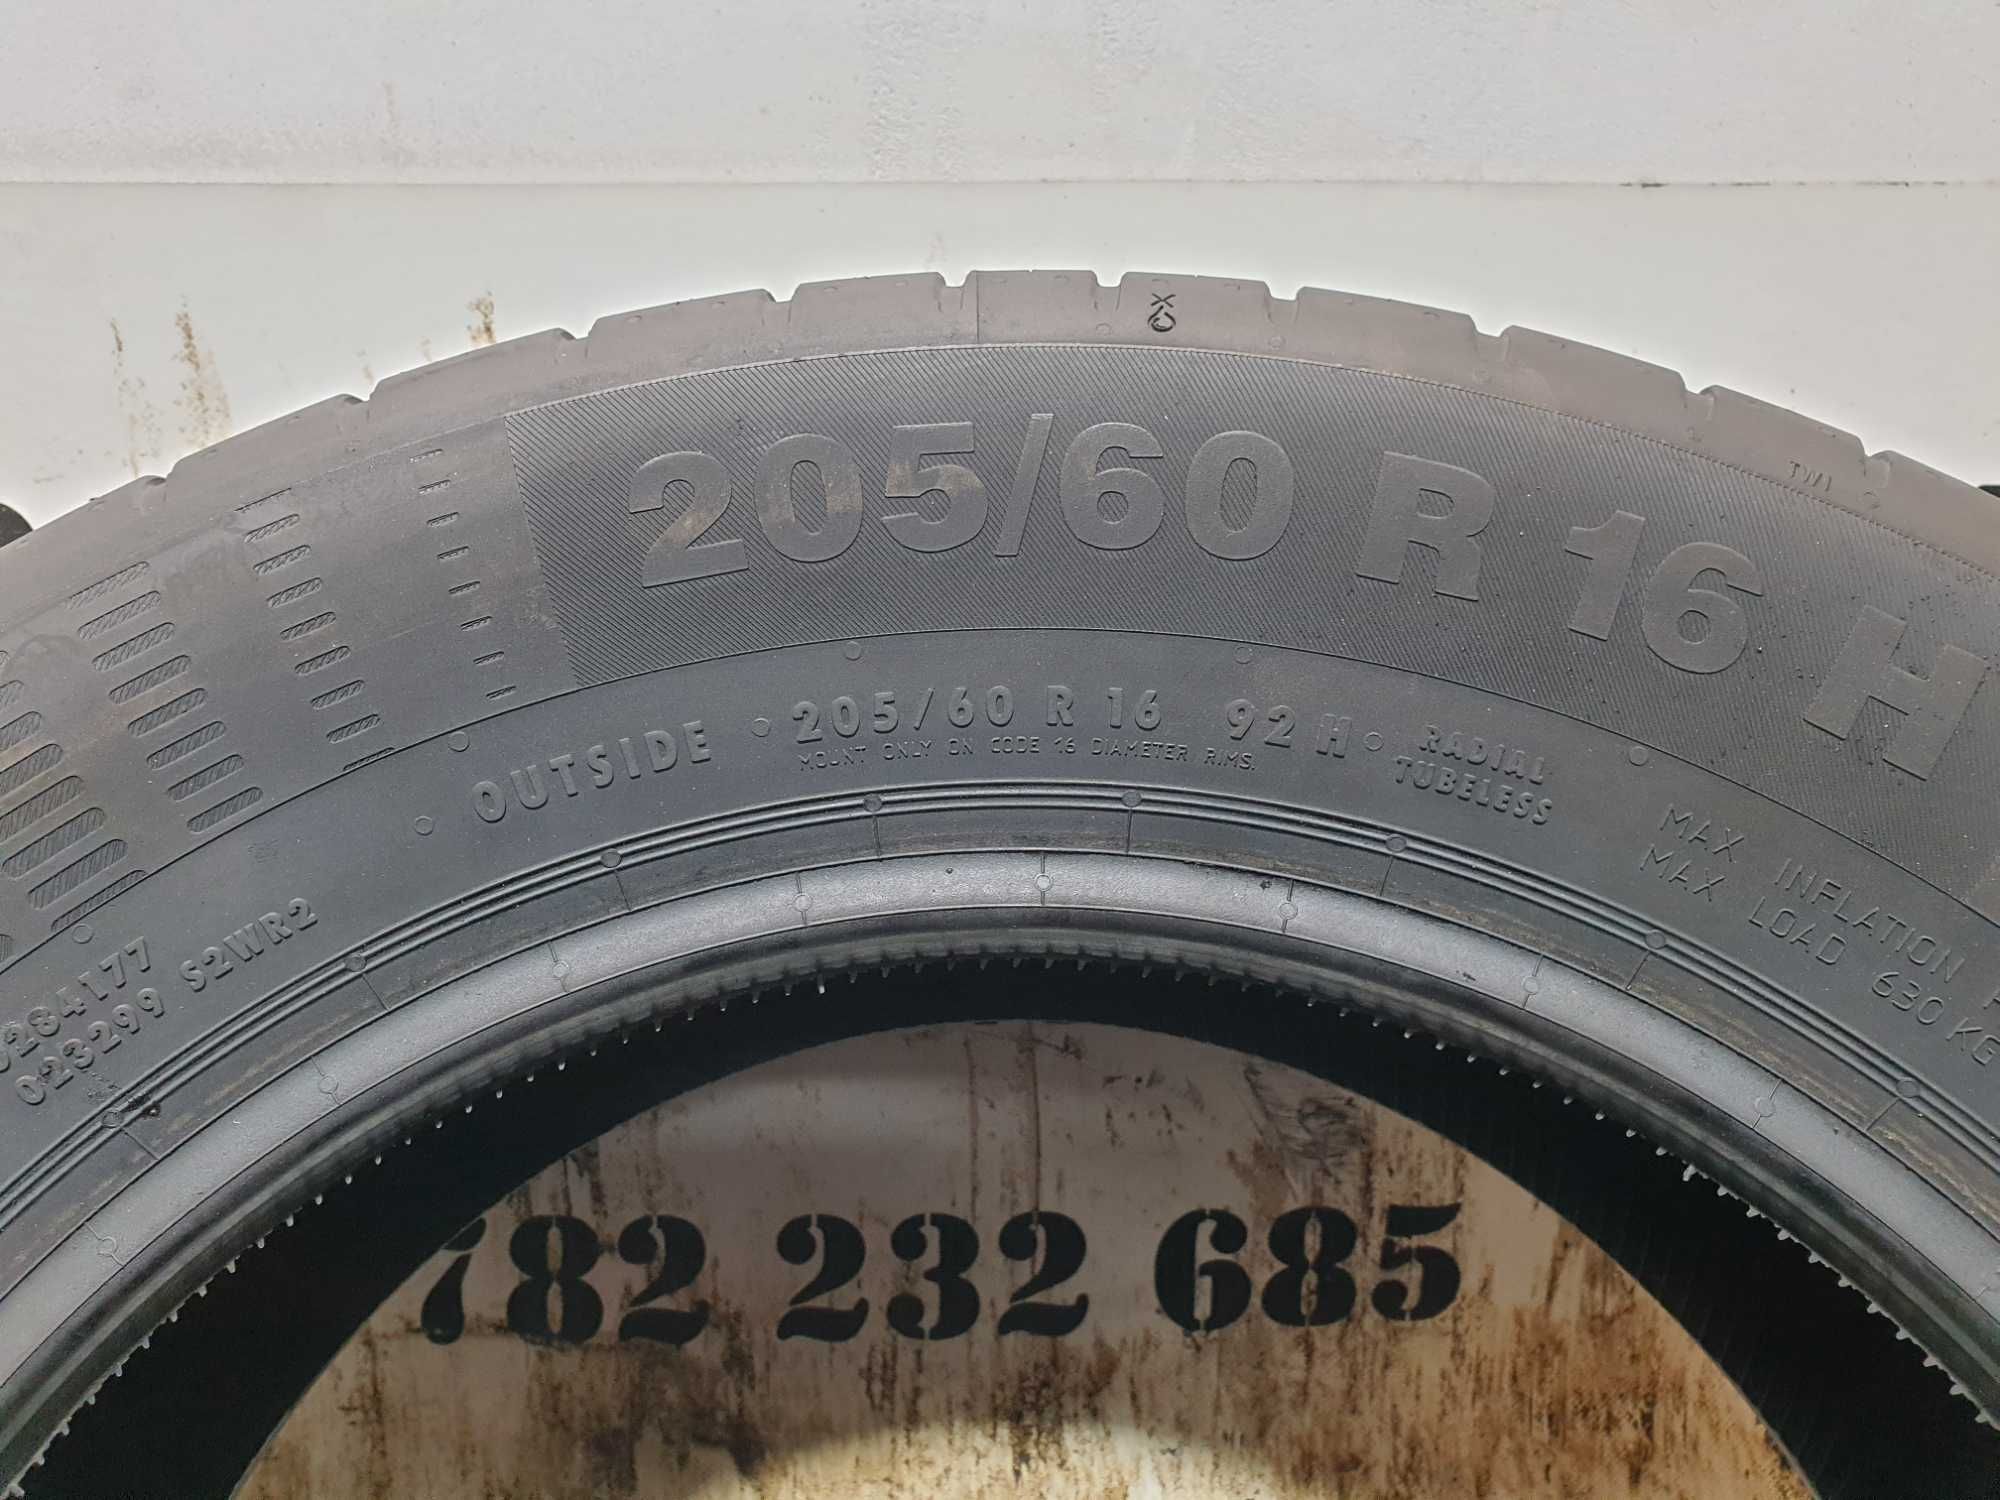 205/60 R 16 H
TWI
OUTSIDE 205/60 R 16 92 H RADIAL
TUBELESS
MOUNT ONLY ON CODE 16 DIAMETER RIMS.
MAX INFLATION
MAX LOAD 630 KG
023299 S2WR2
782 232 685